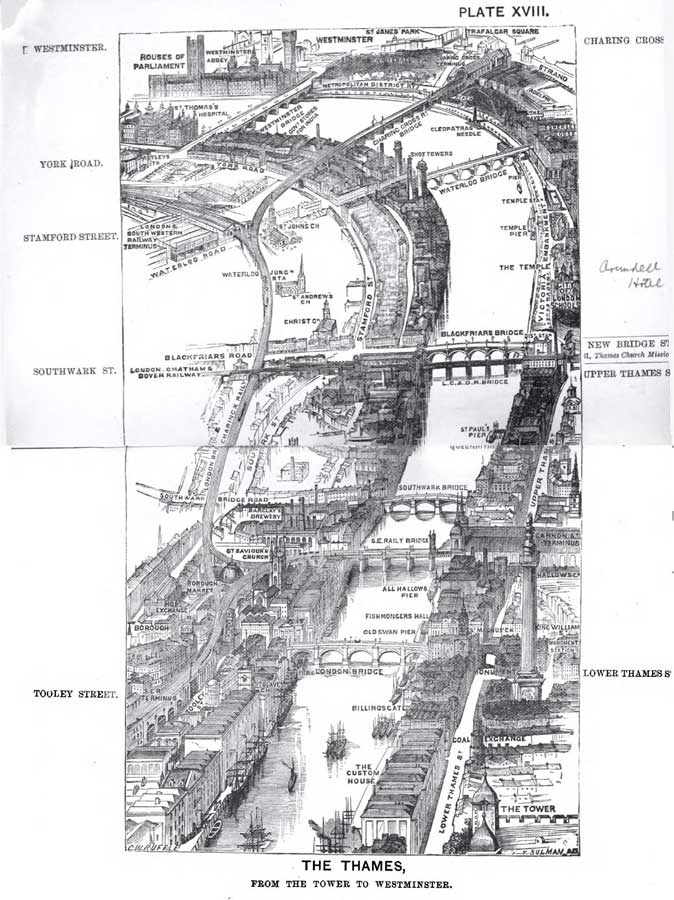 PLATE XVIII.
WESTMINSTER.
CHARING CROSS
HOUSES OF
PARLIAMENT
WESTMINSTER
ABBEY
WESTMINSTER
ST JAMES' PARK
TRAFALGAR SQUARE
STRAND
METROPOLITAN DISTRICT RY
ST. THOMAS'S
HOSPITAL
WESTMINSTER
BRIDGE
CHARING CROSS RY
BRIDGE
CLEOPATRAS
NEEDLE
YORK ROAD.
YORK ROAD
SHOT TOWERS
WATERLOO BRIDGE
PIER
TEMPLE STA
TEMPLE
PIER
THE TEMPLE
VICTORIA EMBANKMENT
STAMFORD STREET.
LONDON &
SOUTH WESTERN
RAILWAY
TERMINUS
WATERLOO ROAD
ST JOHNS CH
WATERLOO
JUNC N
STA
ST ANDREW'S
CH
CHRIST CH
STAMFORD ST
Arundell
Hotel
BLACKFRIARS BRIDGE
BLACKFRIARS ROAD
NEW BRIDGE ST
1, Thames Church Missio
SOUTHWARK ST.
LONDON, CHATHAM &
DOVER RAILWAY
L.C. & D.R. BRIDGE
UPPER THAMES S
ST PAUL'S
PIER
UPPER THAMES ST
SOUTHWARK BRIDGE
SOUTHWARK BRIDGE ROAD
BARCLAY'S
BREWERY
ST SAVIOUR'S
CHURCH
S.E. RAILY BRIDGE
CANNON ST
TERMINUS
BOROUGH
MARKET
HOP
EXCHANGE
BOROUGH
ALL HALLOWS
PIER
FISHMONGERS HALL
OLD SWAN PIER
KING WILLIAM
MONUMENT
LONDON BRIDGE
TOOLEY STREET.
LOWER THAMES S
S.E.R.
TERMINUS
TOOLEY
BILLINGSGATE
COAL EXCHANGE
THE
CUSTOM
HOUSE
LOWER THAMES ST
THE TOWER
C.W. RUFFLE
T. SULMAN
THE THAMES,
FROM THE TOWER TO WESTMINSTER.